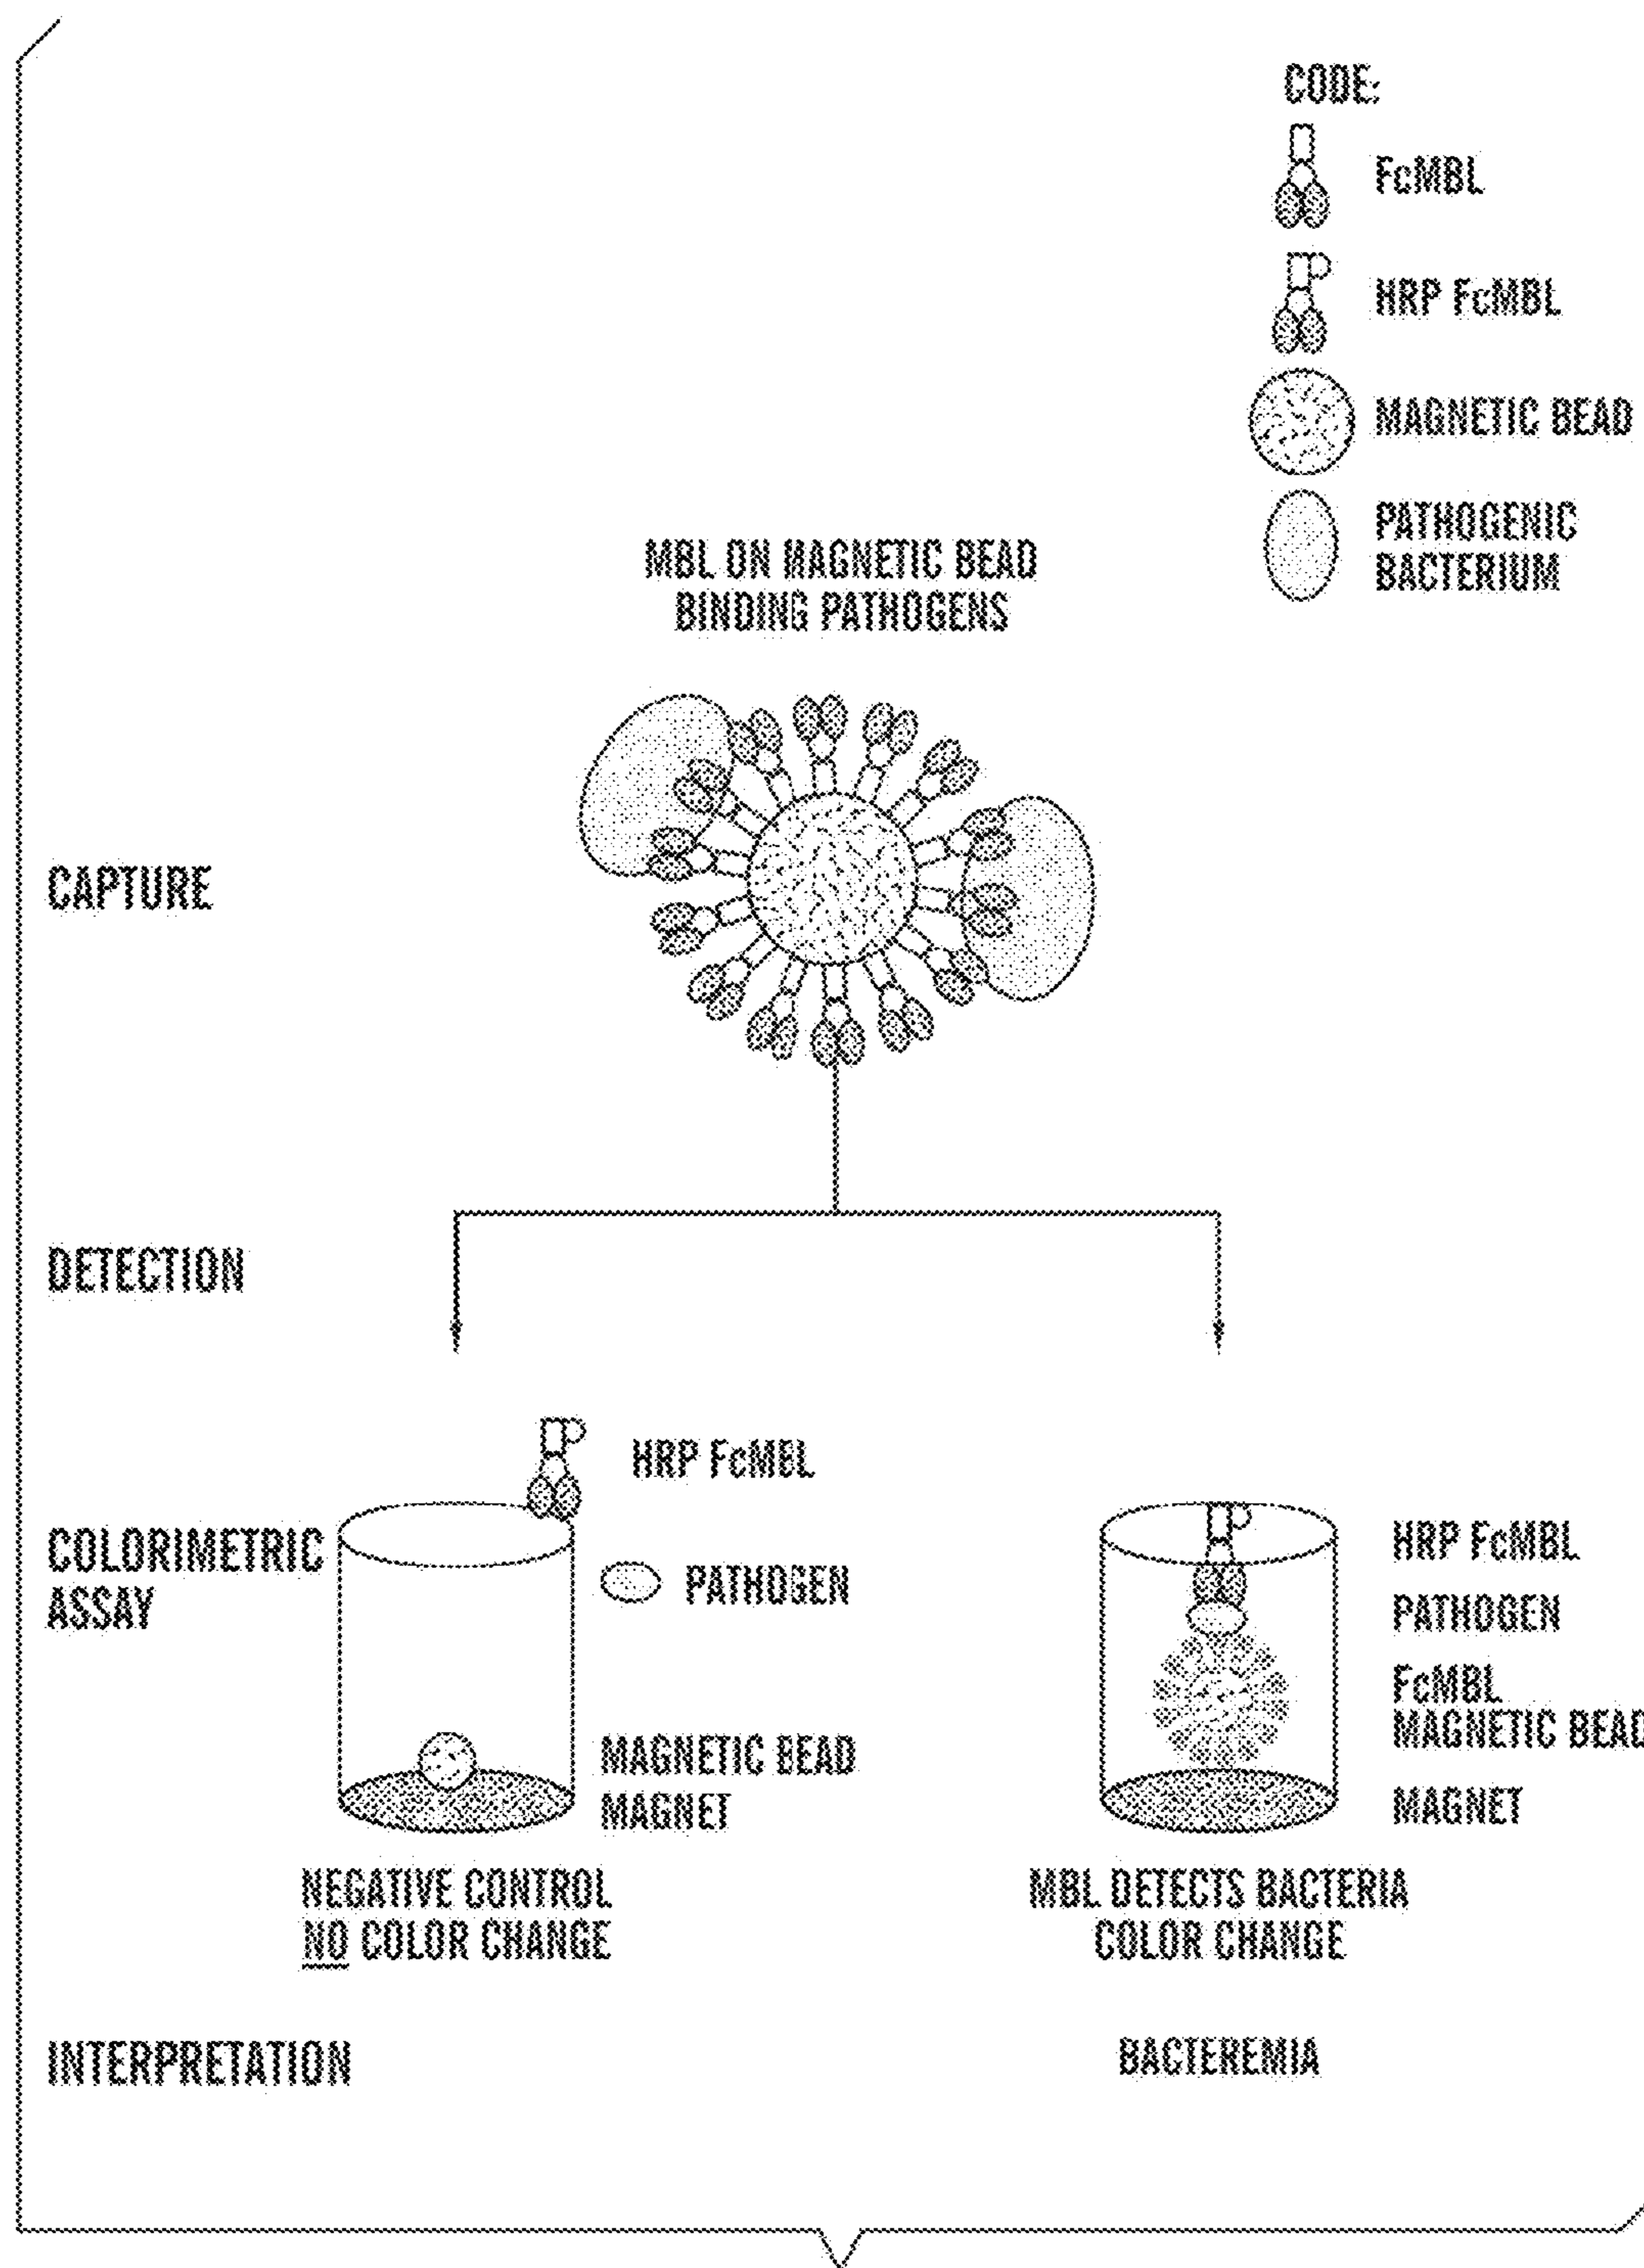 CODE:
FcMBL
HRP FcMBL
MAGNETIC BEAD
PATHOGENIC
BACTERIUM
MBL ON MAGNETIC BEAD
BINDING PATHOGENS
CAPTURE
DETECTION
HRP FcMBL
COLORIMETRIC
ASSAY
PATHOGEN
MAGNETIC BEAD
MAGNET
NEGATIVE CONTROL
NO COLOR CHANGE
HRP FcMBL
PATHOGEN
FcMBL
MAGNETIC BEAD
MAGNET
MBL DETECTS BACTERIA
COLOR CHANGE
INTERPRETATION
BACTEREMIA